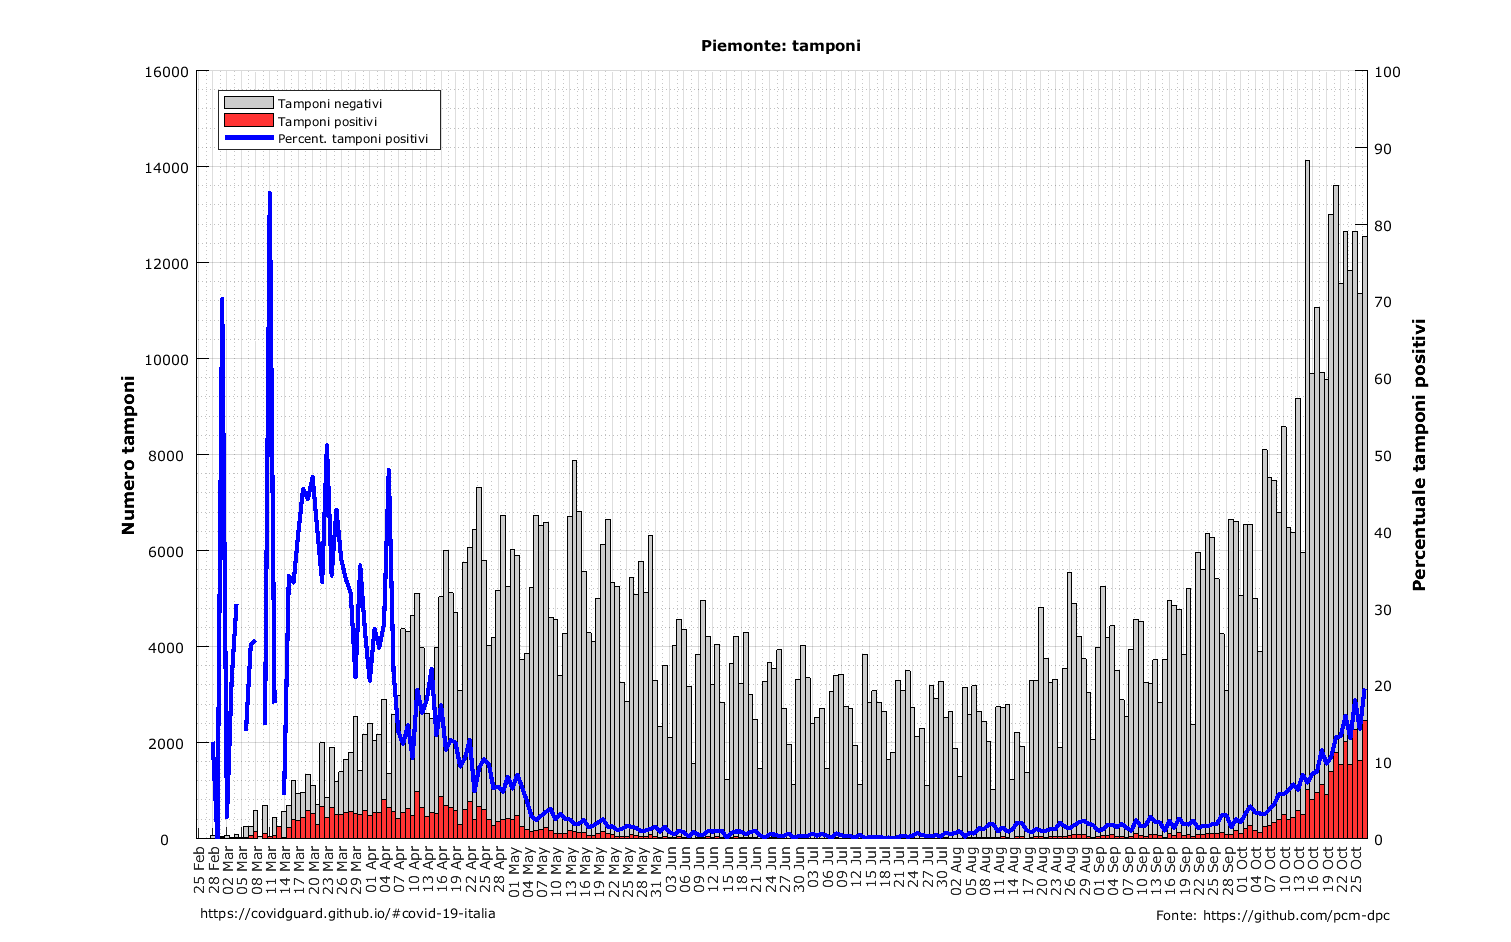 Piemonte: tamponi
16000
14000
12000
10000
8000
6000
4000
2000
0
Numero tamponi
Tamponi negativi
Tamponi positivi
Percent. tamponi positivi
100
90
80
70
60
50
40
30
20
10
0
Percentuale tamponi positivi
25 Feb
28 Feb
02 Mar
05 Mar
08 Mar
11 Mar
14 Mar
17 Mar
20 Mar
23 Mar
26 Mar
29 Mar
01 Apr
04 Apr
07 Apr
10 Apr
13 Apr
16 Apr
19 Apr
22 Apr
25 Apr
28 Apr
01 May
04 May
07 May
10 May
13 May
16 May
19 May
22 May
25 May
28 May
31 May
03 Jun
06 Jun
09 Jun
12 Jun
15 Jun
18 Jun
21 Jun
24 Jun
27 Jun
30 Jun
03 Jul
06 Jul
09 Jul
12 Jul
15 Jul
18 Jul
21 Jul
24 Jul
27 Jul
30 Jul
02 Aug
05 Aug
08 Aug
11 Aug
14 Aug
17 Aug
20 Aug
23 Aug
26 Aug
29 Aug
01 Sep
04 Sep
07 Sep
10 Sep
13 Sep
16 Sep
19 Sep
22 Sep
25 Sep
28 Sep
01 Oct
04 Oct
07 Oct
10 Oct
13 Oct
16 Oct
19 Oct
22 Oct
25 Oct
https://covidguard.github.io/#covid-19-italia
Fonte: https://github.com/pcm-dpc